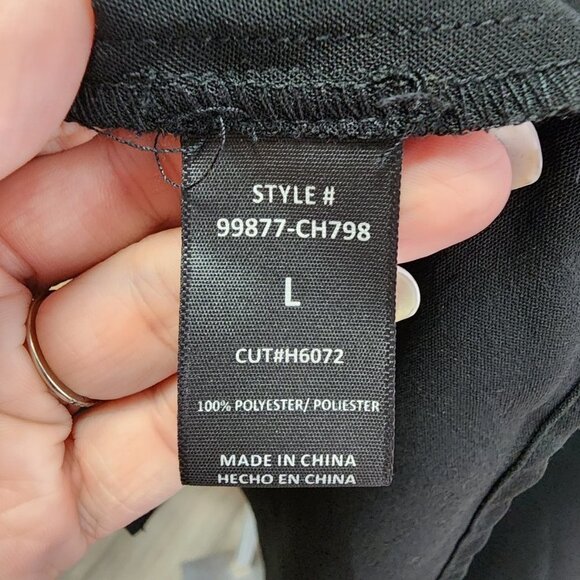 STYLE #
99877-CH798
L
CUT#H6072
100% POLYESTER/ POLIESTER
MADE IN CHINA
HECHO EN CHINA